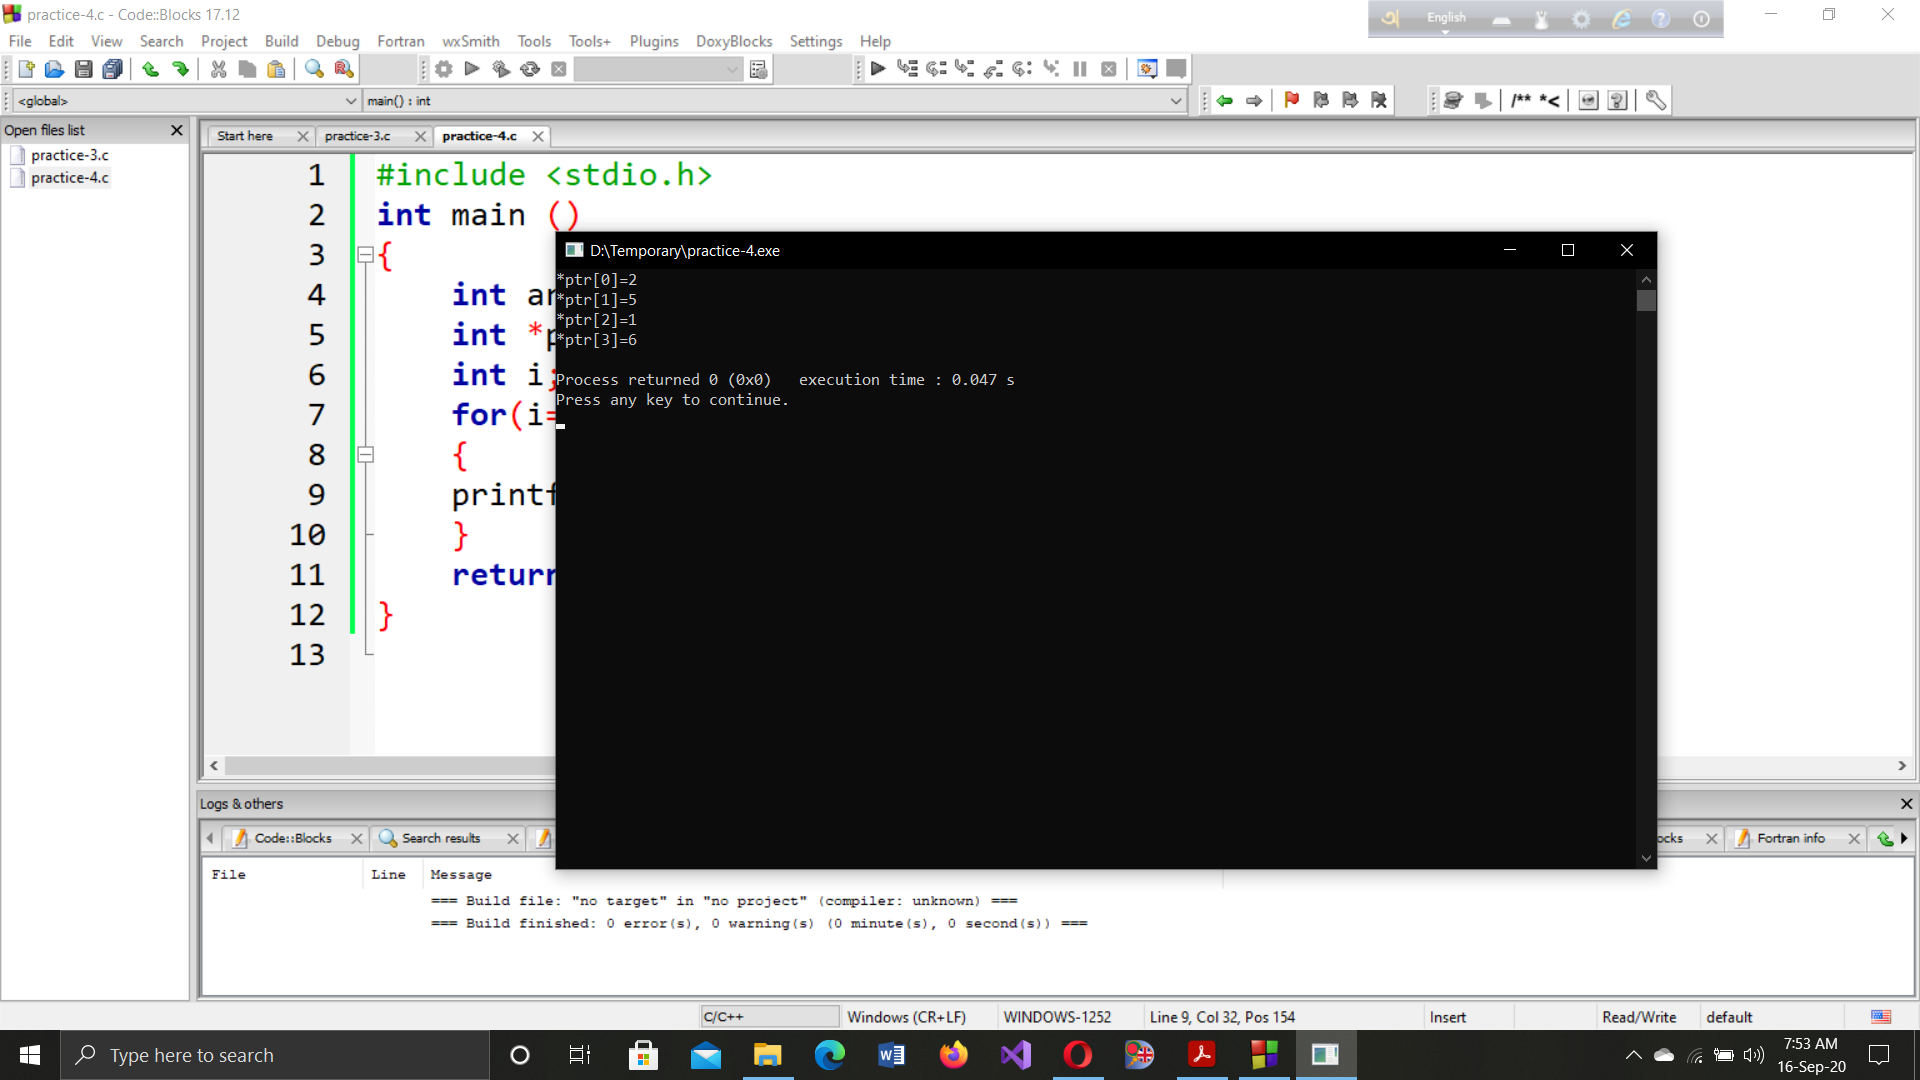 practice-4.c - Code::Blocks 17.12
English
File Edit View Search Project Build Debug Fortran wxSmith Tools Tools+ Plugins DoxyBlocks Settings Help
<global> main() : int
/** *<
Open files list
practice-3.c
practice-4.c
Start here practice-3.c practice-4.c
1 #include <stdio.h>
2 int main ()
3 {
4 int
5 int *
6 int i;
7 for(i=
8 {
9 printf
10 }
11 return
12 }
13
D:\Temporary\practice-4.exe
*ptr[0]=2
*ptr[1]=5
*ptr[2]=1
*ptr[3]=6
Process returned 0 (0x0) execution time : 0.047 s
Press any key to continue.
Logs & others
Code::Blocks Search results ocks Fortran info
File Line Message
=== Build file: "no target" in "no project" (compiler: unknown) ===
=== Build finished: 0 error(s), 0 warning(s) (0 minute(s), 0 second(s)) ===
C/C++ Windows (CR+LF) WINDOWS-1252 Line 9, Col 32, Pos 154 Insert Read/Write default
Type here to search
7:53 AM
16-Sep-20